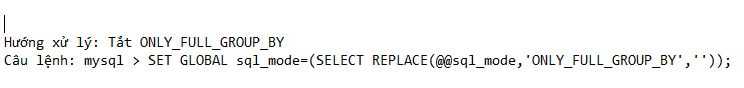 Hướng xử lý: Tắt ONLY_FULL_GROUP_BY
Câu lệnh: mysql > SET GLOBAL sql_mode=(SELECT REPLACE(@@sql_mode,'ONLY_FULL_GROUP_BY',''));